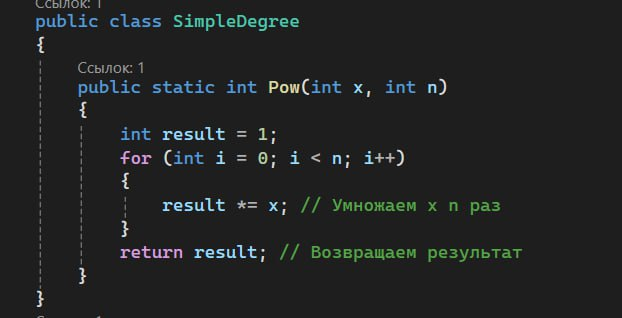 Ссылок: 1
public class SimpleDegree
{
Ссылок: 1
public static int Pow(int x, int n)
{
int result = 1;
for (int i = 0; i < n; i++)
{
result *= x; // Умножаем x n раз
}
return result; // Возвращаем результат
}
}